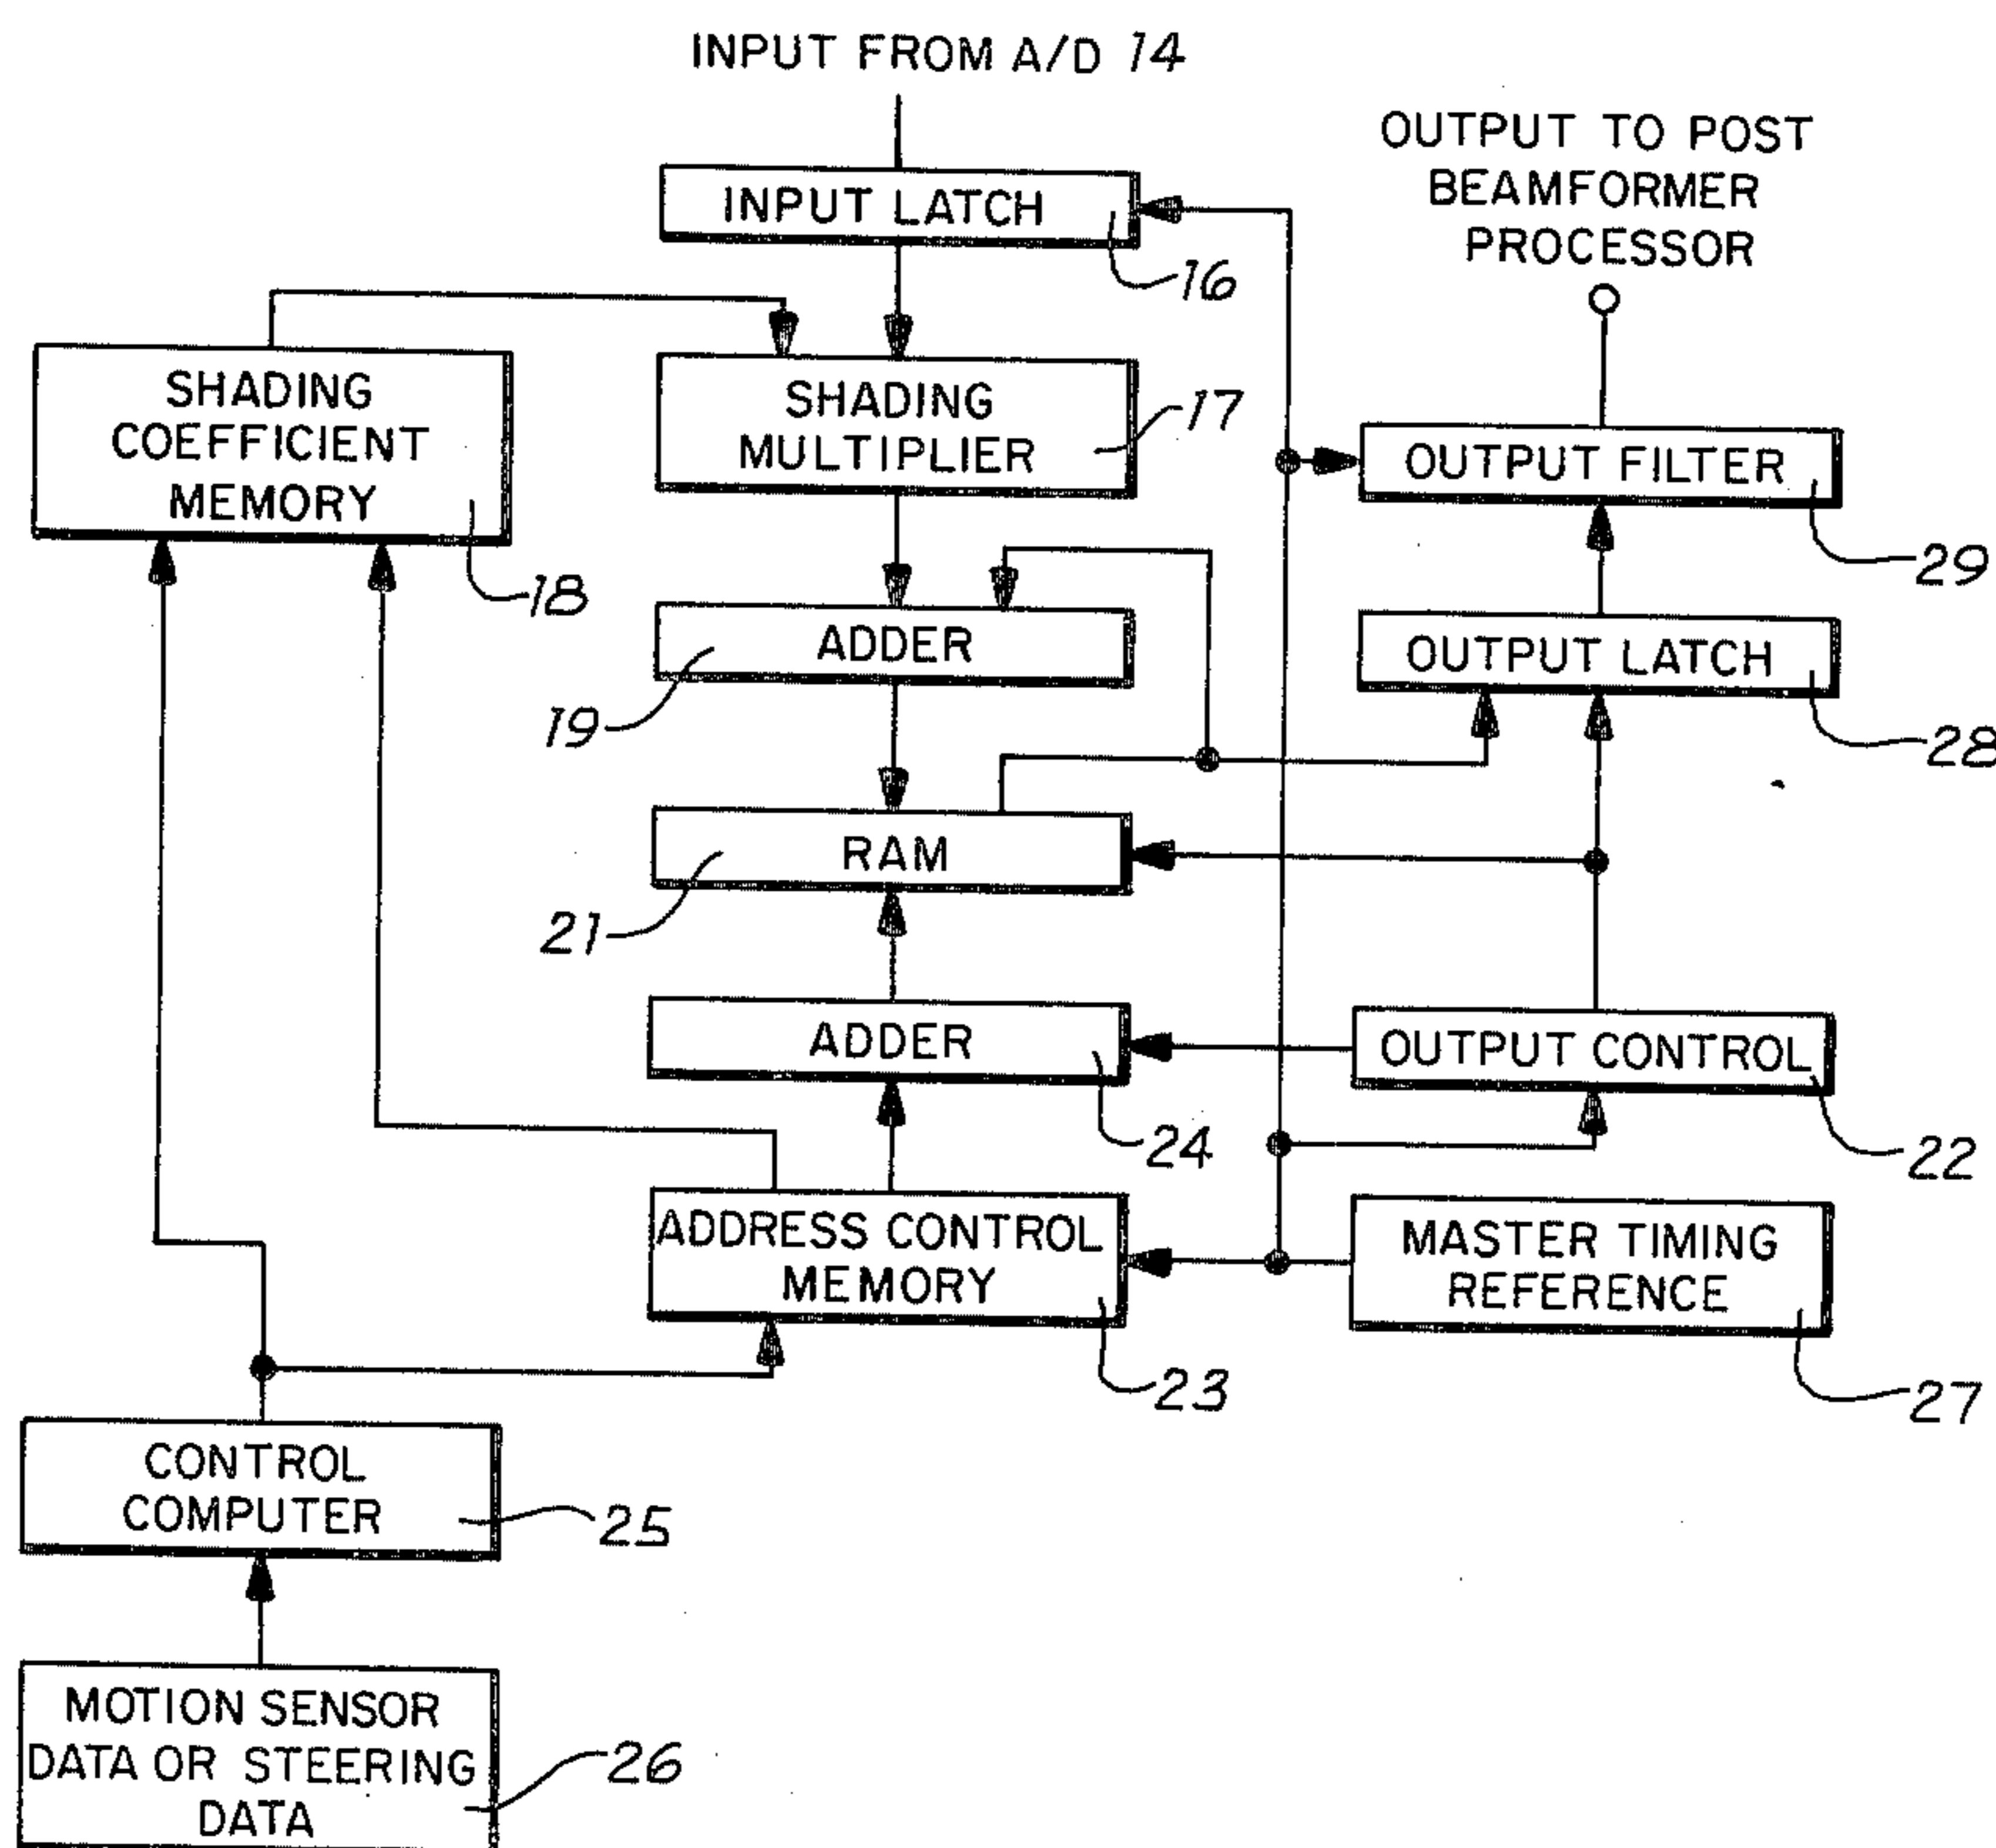 INPUT FROM A/D 14
OUTPUT TO POST
BEAMFORMER
PROCESSOR
INPUT LATCH
16
SHADING
COEFFICIENT
MEMORY
18
SHADING
MULTIPLIER
17
OUTPUT FILTER
29
ADDER
19
OUTPUT LATCH
28
RAM
21
ADDER
24
OUTPUT CONTROL
22
ADDRESS CONTROL
MEMORY
23
MASTER TIMING
REFERENCE
27
CONTROL
COMPUTER
25
MOTION SENSOR
DATA OR STEERING
DATA
26